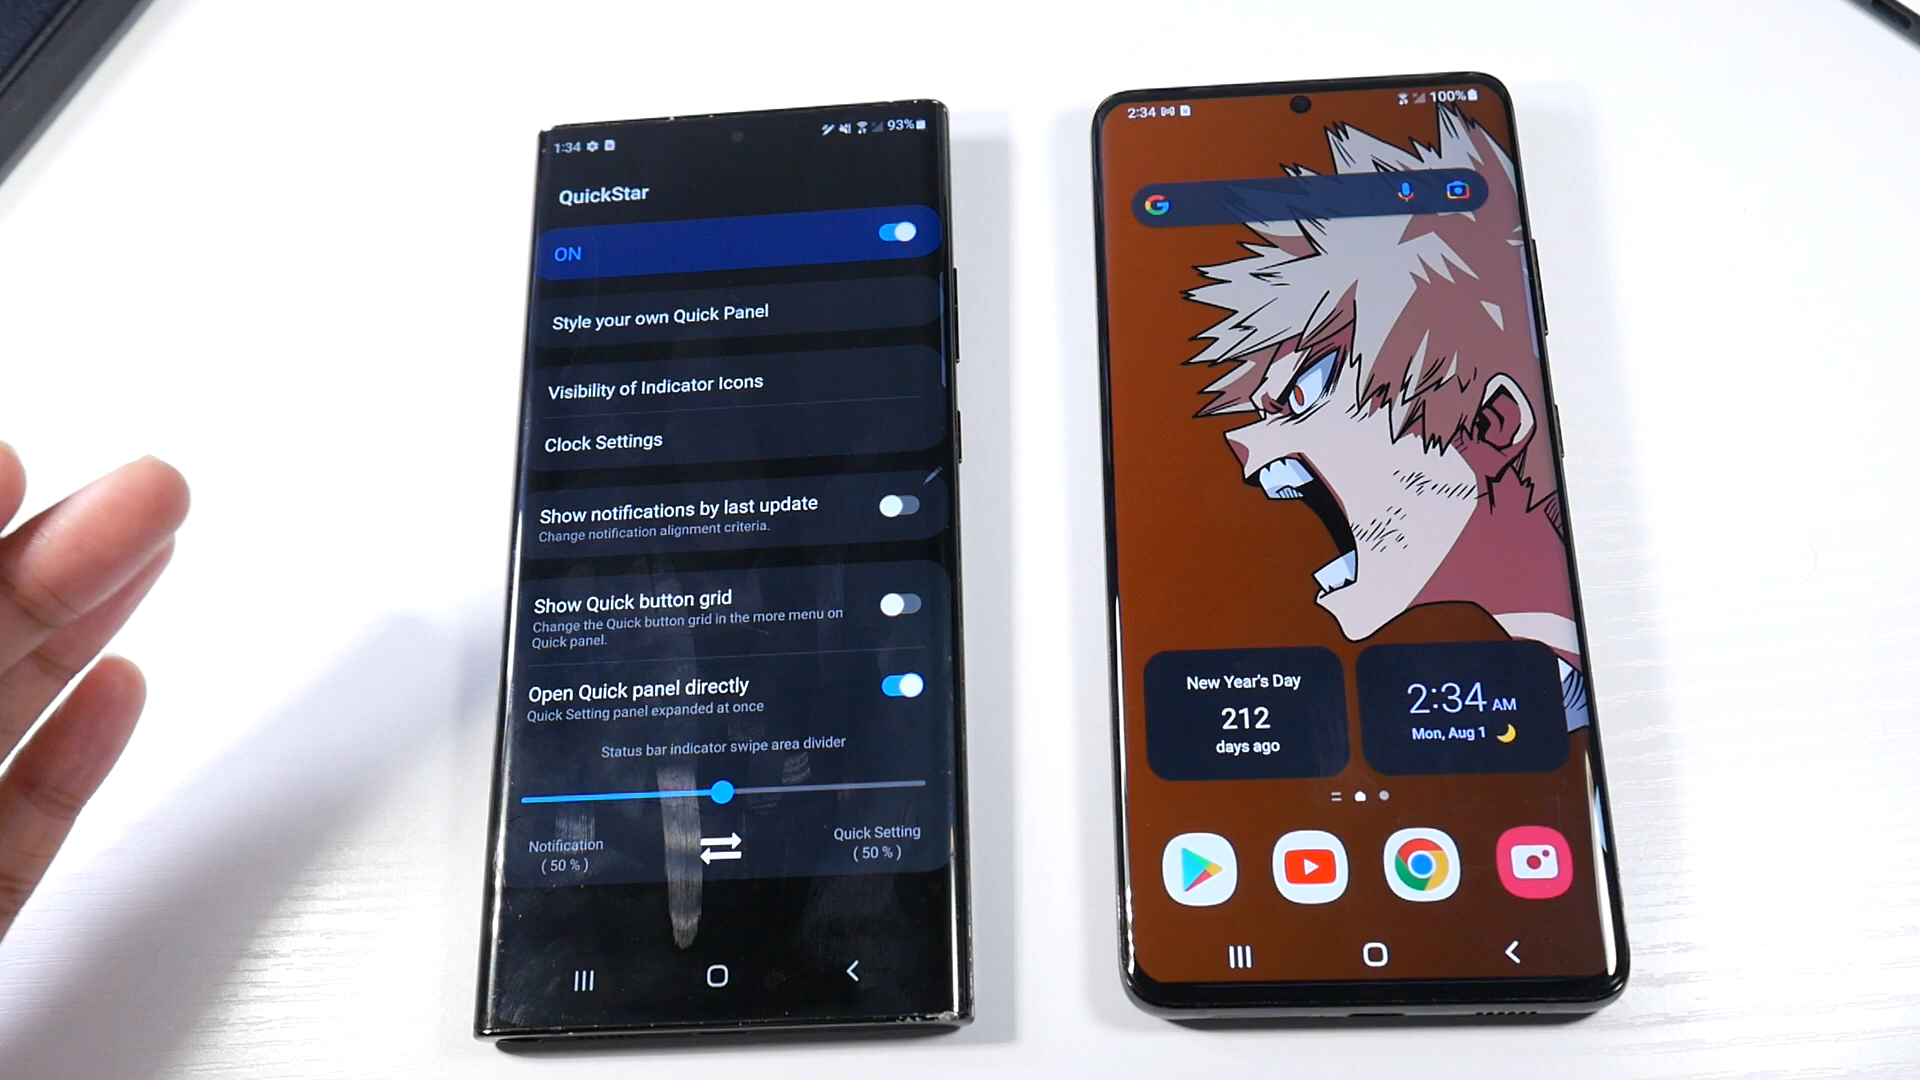 1:34
93%
QuickStar
ON
Style your own Quick Panel
Visibility of Indicator Icons
Clock Settings
Show notifications by last update
Change notification alignment criteria.
Show Quick button grid
Change the Quick button grid in the more menu on
Quick panel.
Open Quick panel directly
Quick Setting panel expanded at once
Status bar indicator swipe area divider
Notification
( 50 % )
Quick Setting
( 50 % )
2:34
100%
New Year's Day
212
days ago
2:34 AM
Mon, Aug 1